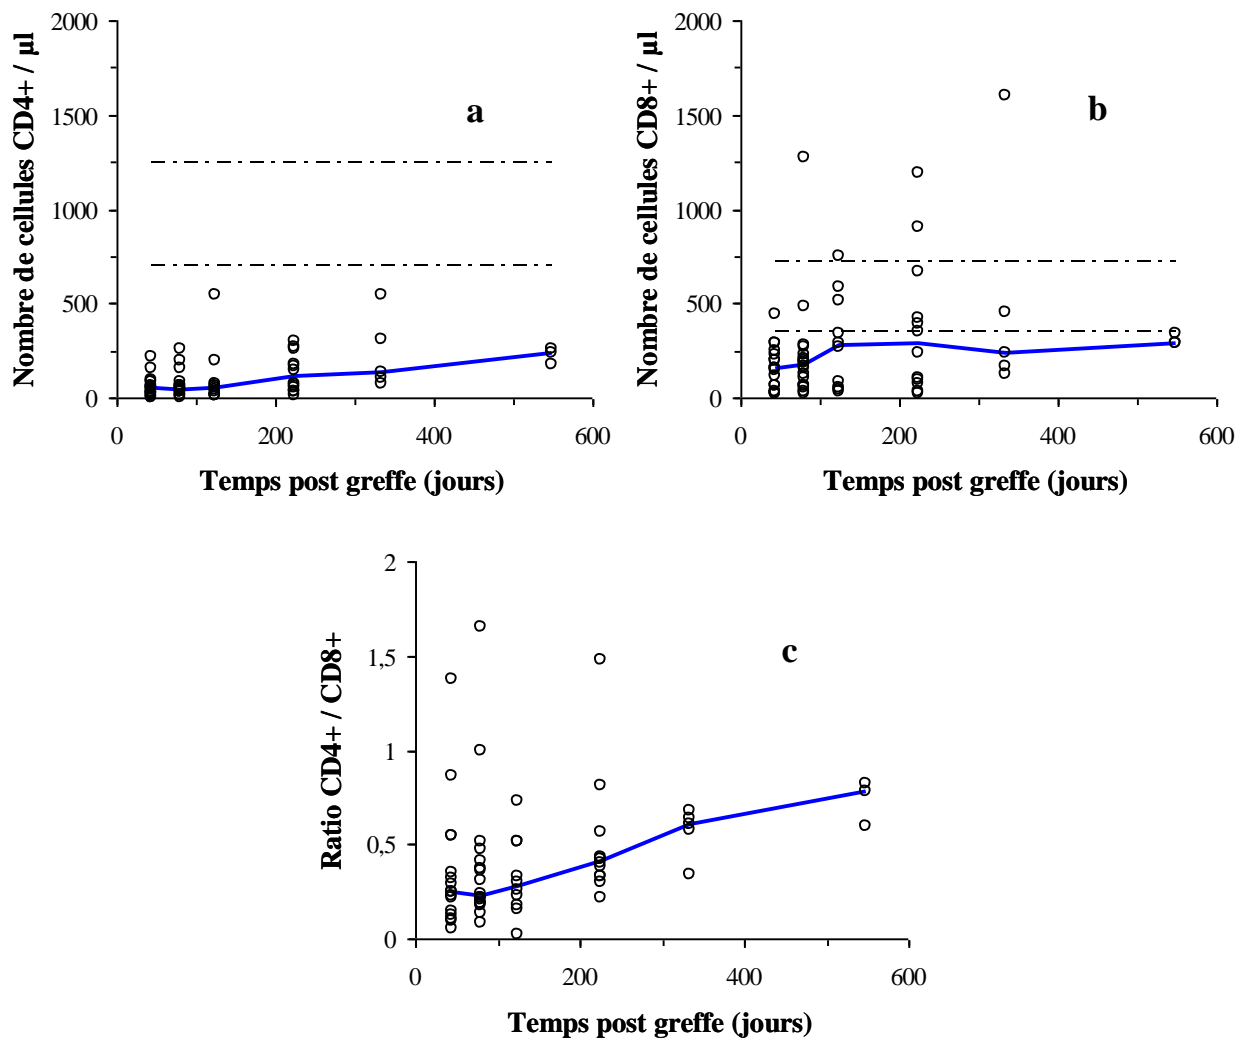 Nombre de cellules CD4+ / µl
2000
1500
1000
500
0
a
0 200 400 600
Temps post greffe (jours)
Nombre de cellules CD8+ / µl
2000
1500
1000
500
0
b
0 200 400 600
Temps post greffe (jours)
Ratio CD4+ / CD8+
2
1,5
1
0,5
0
c
0 200 400 600
Temps post greffe (jours)